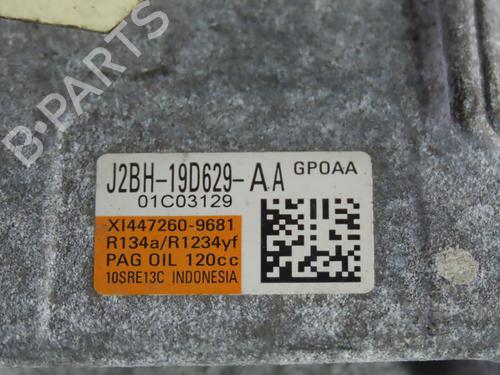 B-PARTS
J2BH-19D629-AA GP0AA
01C03129
XI447260-9681
R134a/R1234yf
PAG OIL 120cc
10SRE13C INDONESIA